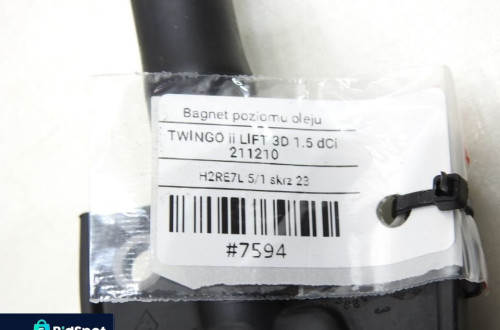 Bagnet poziomu oleju
TWINGO II LIFT 3D 1.5 dCi
211210
H2RE7L 5/1 skrz 23
#7594
BidSpot